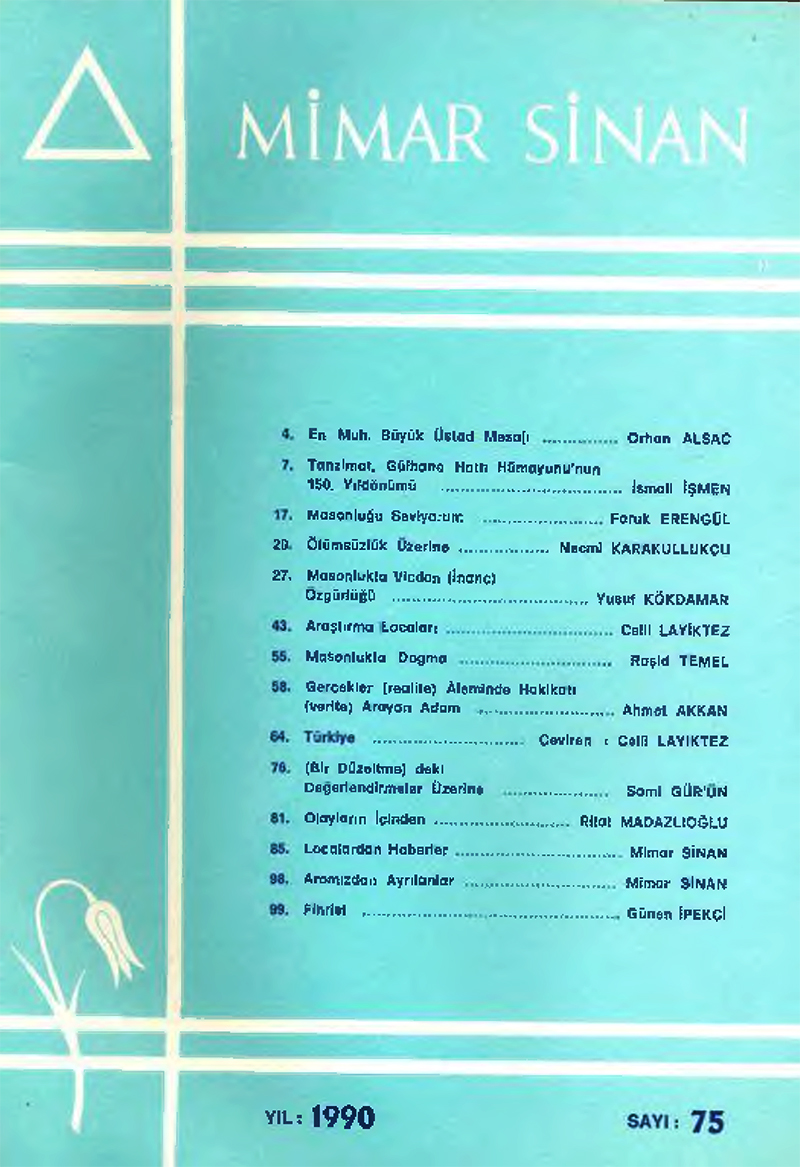 MİMAR SİNAN
4. En Muh. Büyük Üstad Mesajı .............. Orhan ALSAÇ
7. Tanzimat, Gülhane Hattı Hümayunu'nun
150. Yıldönümü .............. İsmail İŞMEN
17. Masonluğu Seviyorum .............. Faruk ERENGÜL
20. Ölümsüzlük Üzerine .............. Necmi KARAKULLUKÇU
27. Masonlukta Vicdan (İnanç)
Özgürlüğü .............. Yusuf KÖKDAMAR
43. Araştırma Locaları .............. Celil LAYİKTEZ
55. Masonlukta Dogma .............. Raşid TEMEL
58. Gerçekler (realite) Âleminde Hakikatı
(verite) Arayan Adam .............. Ahmet AKKAN
64. Türkiye .............. Çeviren : Celil LAYIKTEZ
76. (Bir Düzeltme) deki
Değerlendirmeler Üzerine .............. Sami GÜR'ÜN
81. Olayların İçinden .............. Rifat MADAZLIOĞLU
85. Localardan Haberler .............. Mimar SİNAN
98. Aramızdan Ayrılanlar .............. Mimar SİNAN
99. Fihrist .............. Günen İPEKÇİ
YIL: 1990
SAYI: 75